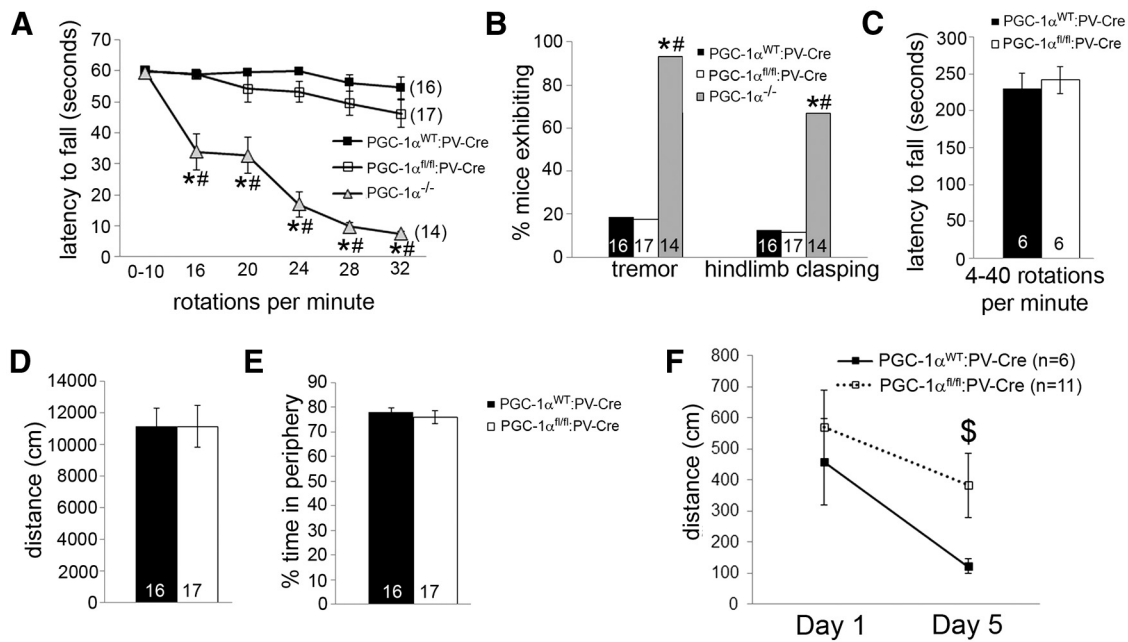 A
latency to fall (seconds)
70
60
50
40
30
20
10
0
0-10 16 20 24 28 32
rotations per minute
(16)
(17)
PGC-1α^WT:PV-Cre
PGC-1α^fl/fl:PV-Cre
PGC-1α^-/-
(14)
*# *# *# *# *#
B
% mice exhibiting
100
80
60
40
20
0
PGC-1α^WT:PV-Cre
PGC-1α^fl/fl:PV-Cre
PGC-1α^-/-
*#
*#
16 17 14 16 17 14
tremor hindlimb clasping
C
PGC-1α^WT:PV-Cre
PGC-1α^fl/fl:PV-Cre
latency to fall (seconds)
300
250
200
150
100
50
0
6 6
4-40 rotations
per minute
D
distance (cm)
14000
12000
10000
8000
6000
4000
2000
0
16 17
E
% time in periphery
90
80
70
60
50
40
30
20
10
0
16 17
PGC-1α^WT:PV-Cre
PGC-1α^fl/fl:PV-Cre
F
distance (cm)
800
700
600
500
400
300
200
100
0
PGC-1α^WT:PV-Cre (n=6)
PGC-1α^fl/fl:PV-Cre (n=11)
$
Day 1 Day 5